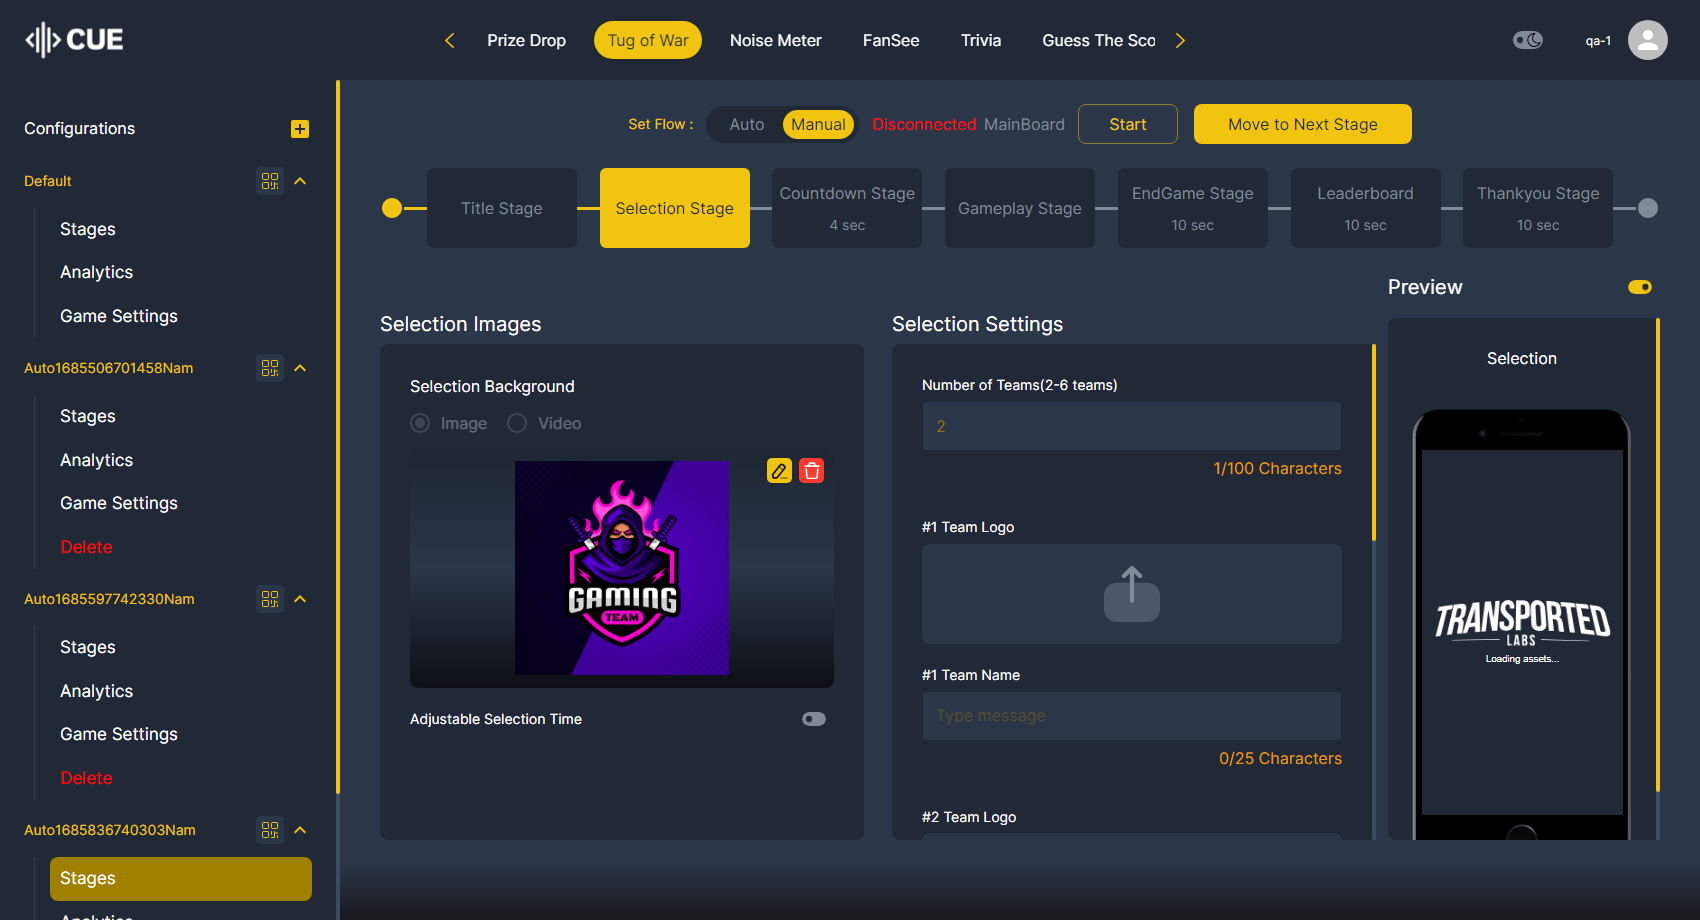 CUE
Prize Drop
Tug of War
Noise Meter
FanSee
Trivia
Guess The Sco
qa-1
Configurations
Default
Stages
Analytics
Game Settings
Auto1685506701458Nam
Stages
Analytics
Game Settings
Delete
Auto1685597742330Nam
Stages
Analytics
Game Settings
Delete
Auto1685836740303Nam
Stages
Analytics
Set Flow :
Auto
Manual
Disconnected MainBoard
Start
Move to Next Stage
Title Stage
Selection Stage
Countdown Stage
4 sec
Gameplay Stage
EndGame Stage
10 sec
Leaderboard
10 sec
Thankyou Stage
10 sec
Selection Images
Selection Background
Image
Video
GAMING
TEAM
Adjustable Selection Time
Selection Settings
Number of Teams(2-6 teams)
2
1/100 Characters
#1 Team Logo
#1 Team Name
Type message
0/25 Characters
#2 Team Logo
Preview
Selection
TRANSPORTED
LABS
Loading assets...